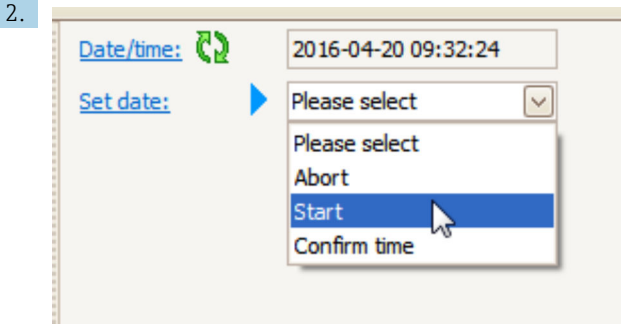 2.
Date/time: 2016-04-20 09:32:24
Set date: Please select
Please select
Abort
Start
Confirm time